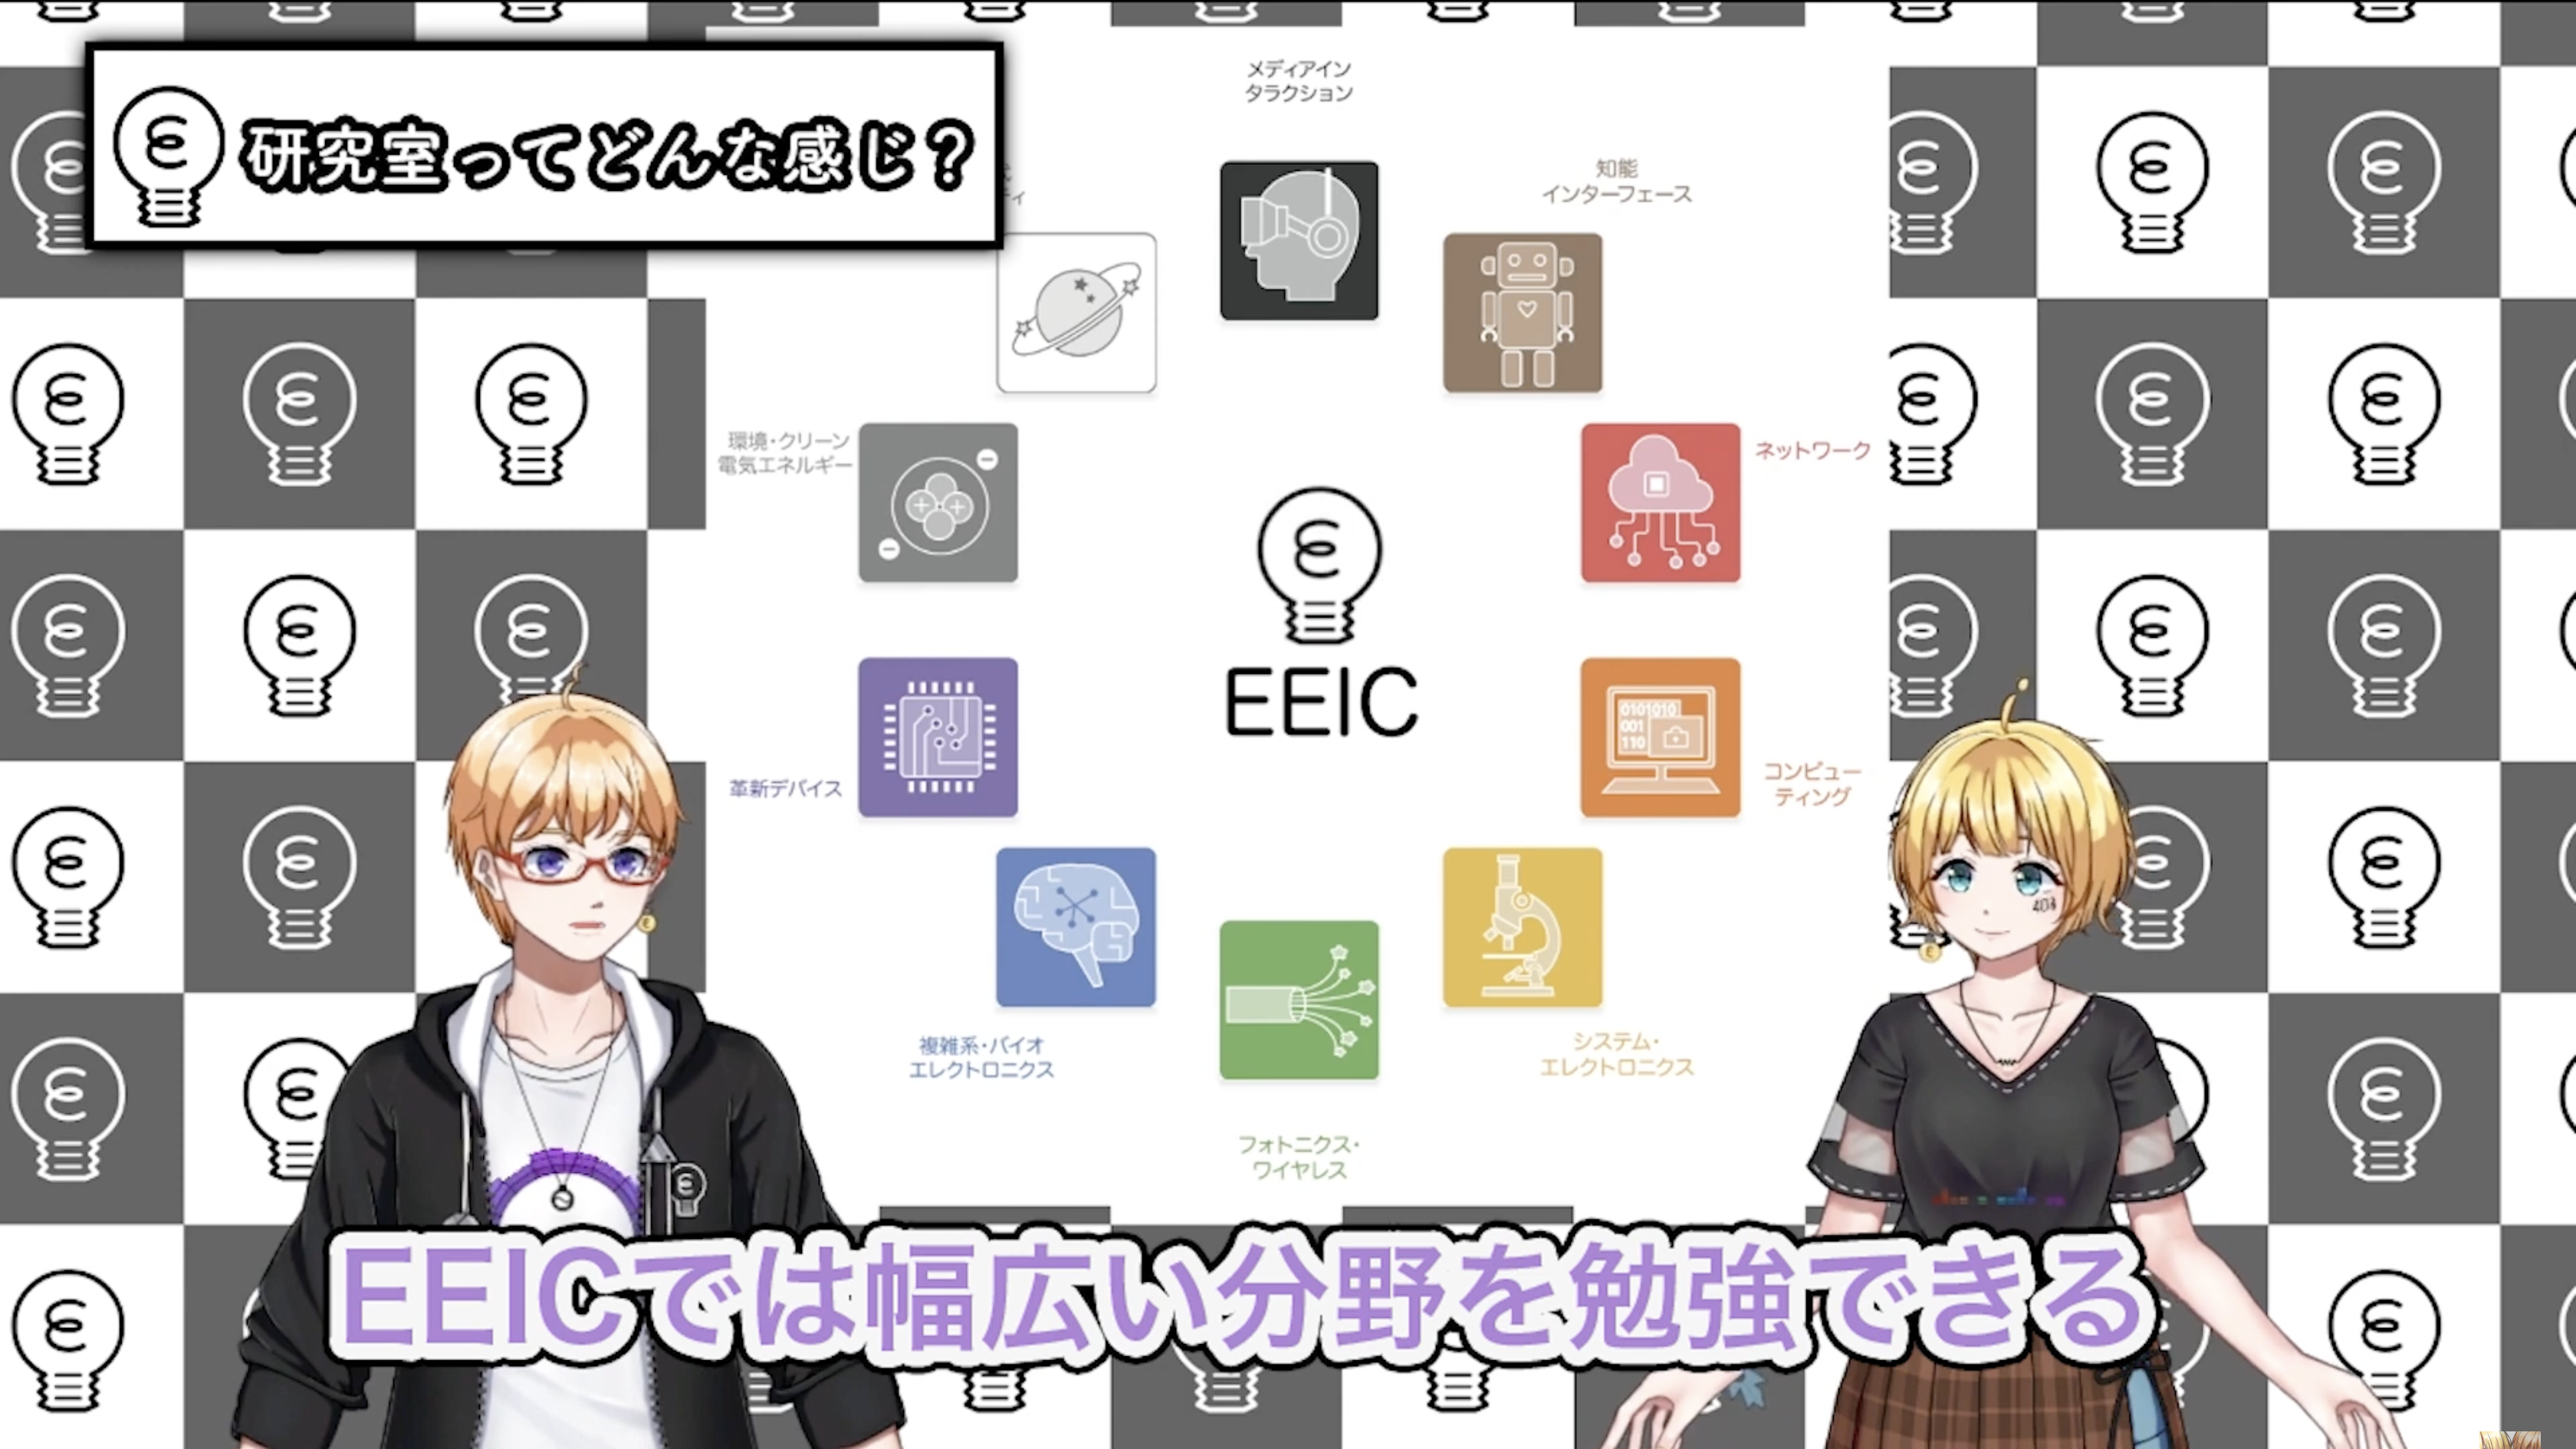 研究室ってどんな感じ？
メディアイン
タラクション
知能
インターフェース
ィ
環境・クリーン
電気エネルギー
ネットワーク
EEIC
0101010
001
110
革新デバイス
コンピュー
ティング
403
複雑系・バイオ
エレクトロニクス
システム・
エレクトロニクス
フォトニクス・
ワイヤレス
EEICでは幅広い分野を勉強できる